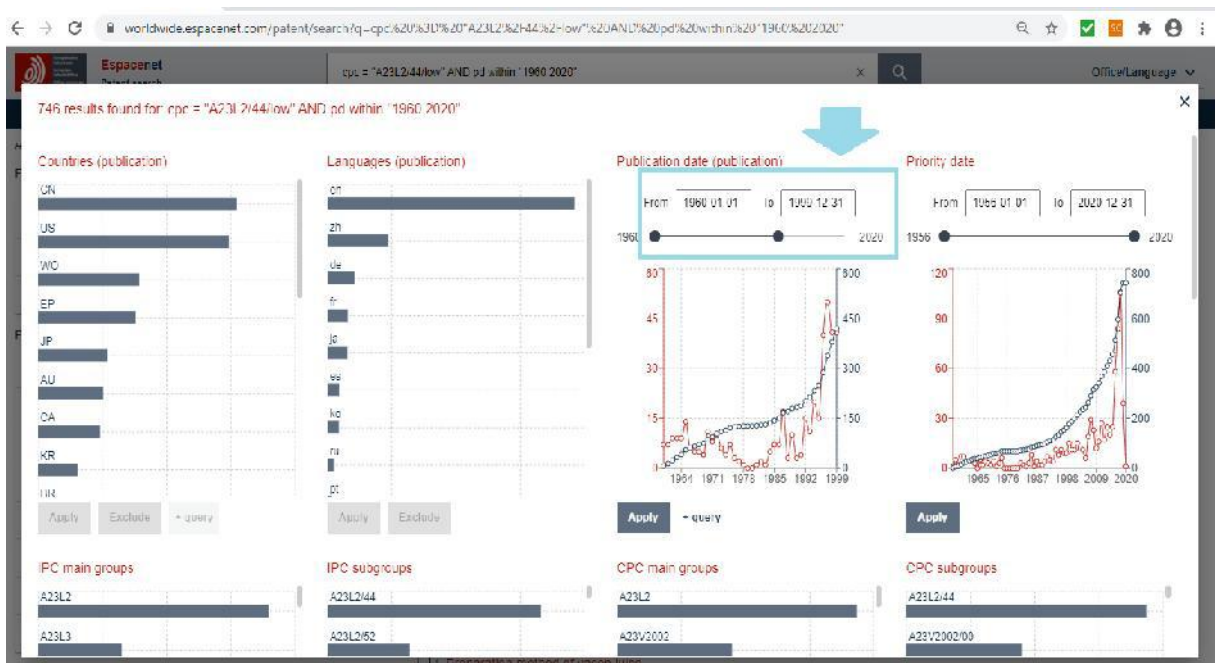 worldwide.espacenet.com/patent/search?q=cpc%20%3D%20"A23L2%2F44%2Flow"%20AND%20pd%20within%20"1960%202020"
Espacenet
Patent search
cpc = "A23L2/44/low" AND pd within "1960 2020"
Office/Language
746 results found for: cpc = "A23L2/44/low" AND pd within "1960 2020"
Countries (publication)
CN
US
WO
EP
JP
AU
CA
KR
Apply
Exclude
+ query
Languages (publication)
en
zh
de
fr
ja
es
ko
ru
pt
Apply
Exclude
Publication date (publication)
From 1960-01-01 To 1999-12-31
1960 2020
60 600
45 450
30 300
15 150
0 0
1964 1971 1978 1985 1992 1999
Apply
+ query
Priority date
From 1956-01-01 To 2020-12-31
1956 2020
120 800
90 600
60 400
30 200
0 0
1965 1976 1987 1998 2009 2020
Apply
IPC main groups
A23L2
A23L3
IPC subgroups
A23L2/44
A23L2/52
CPC main groups
A23L2
A23V2002
CPC subgroups
A23L2/44
A23V2002/00